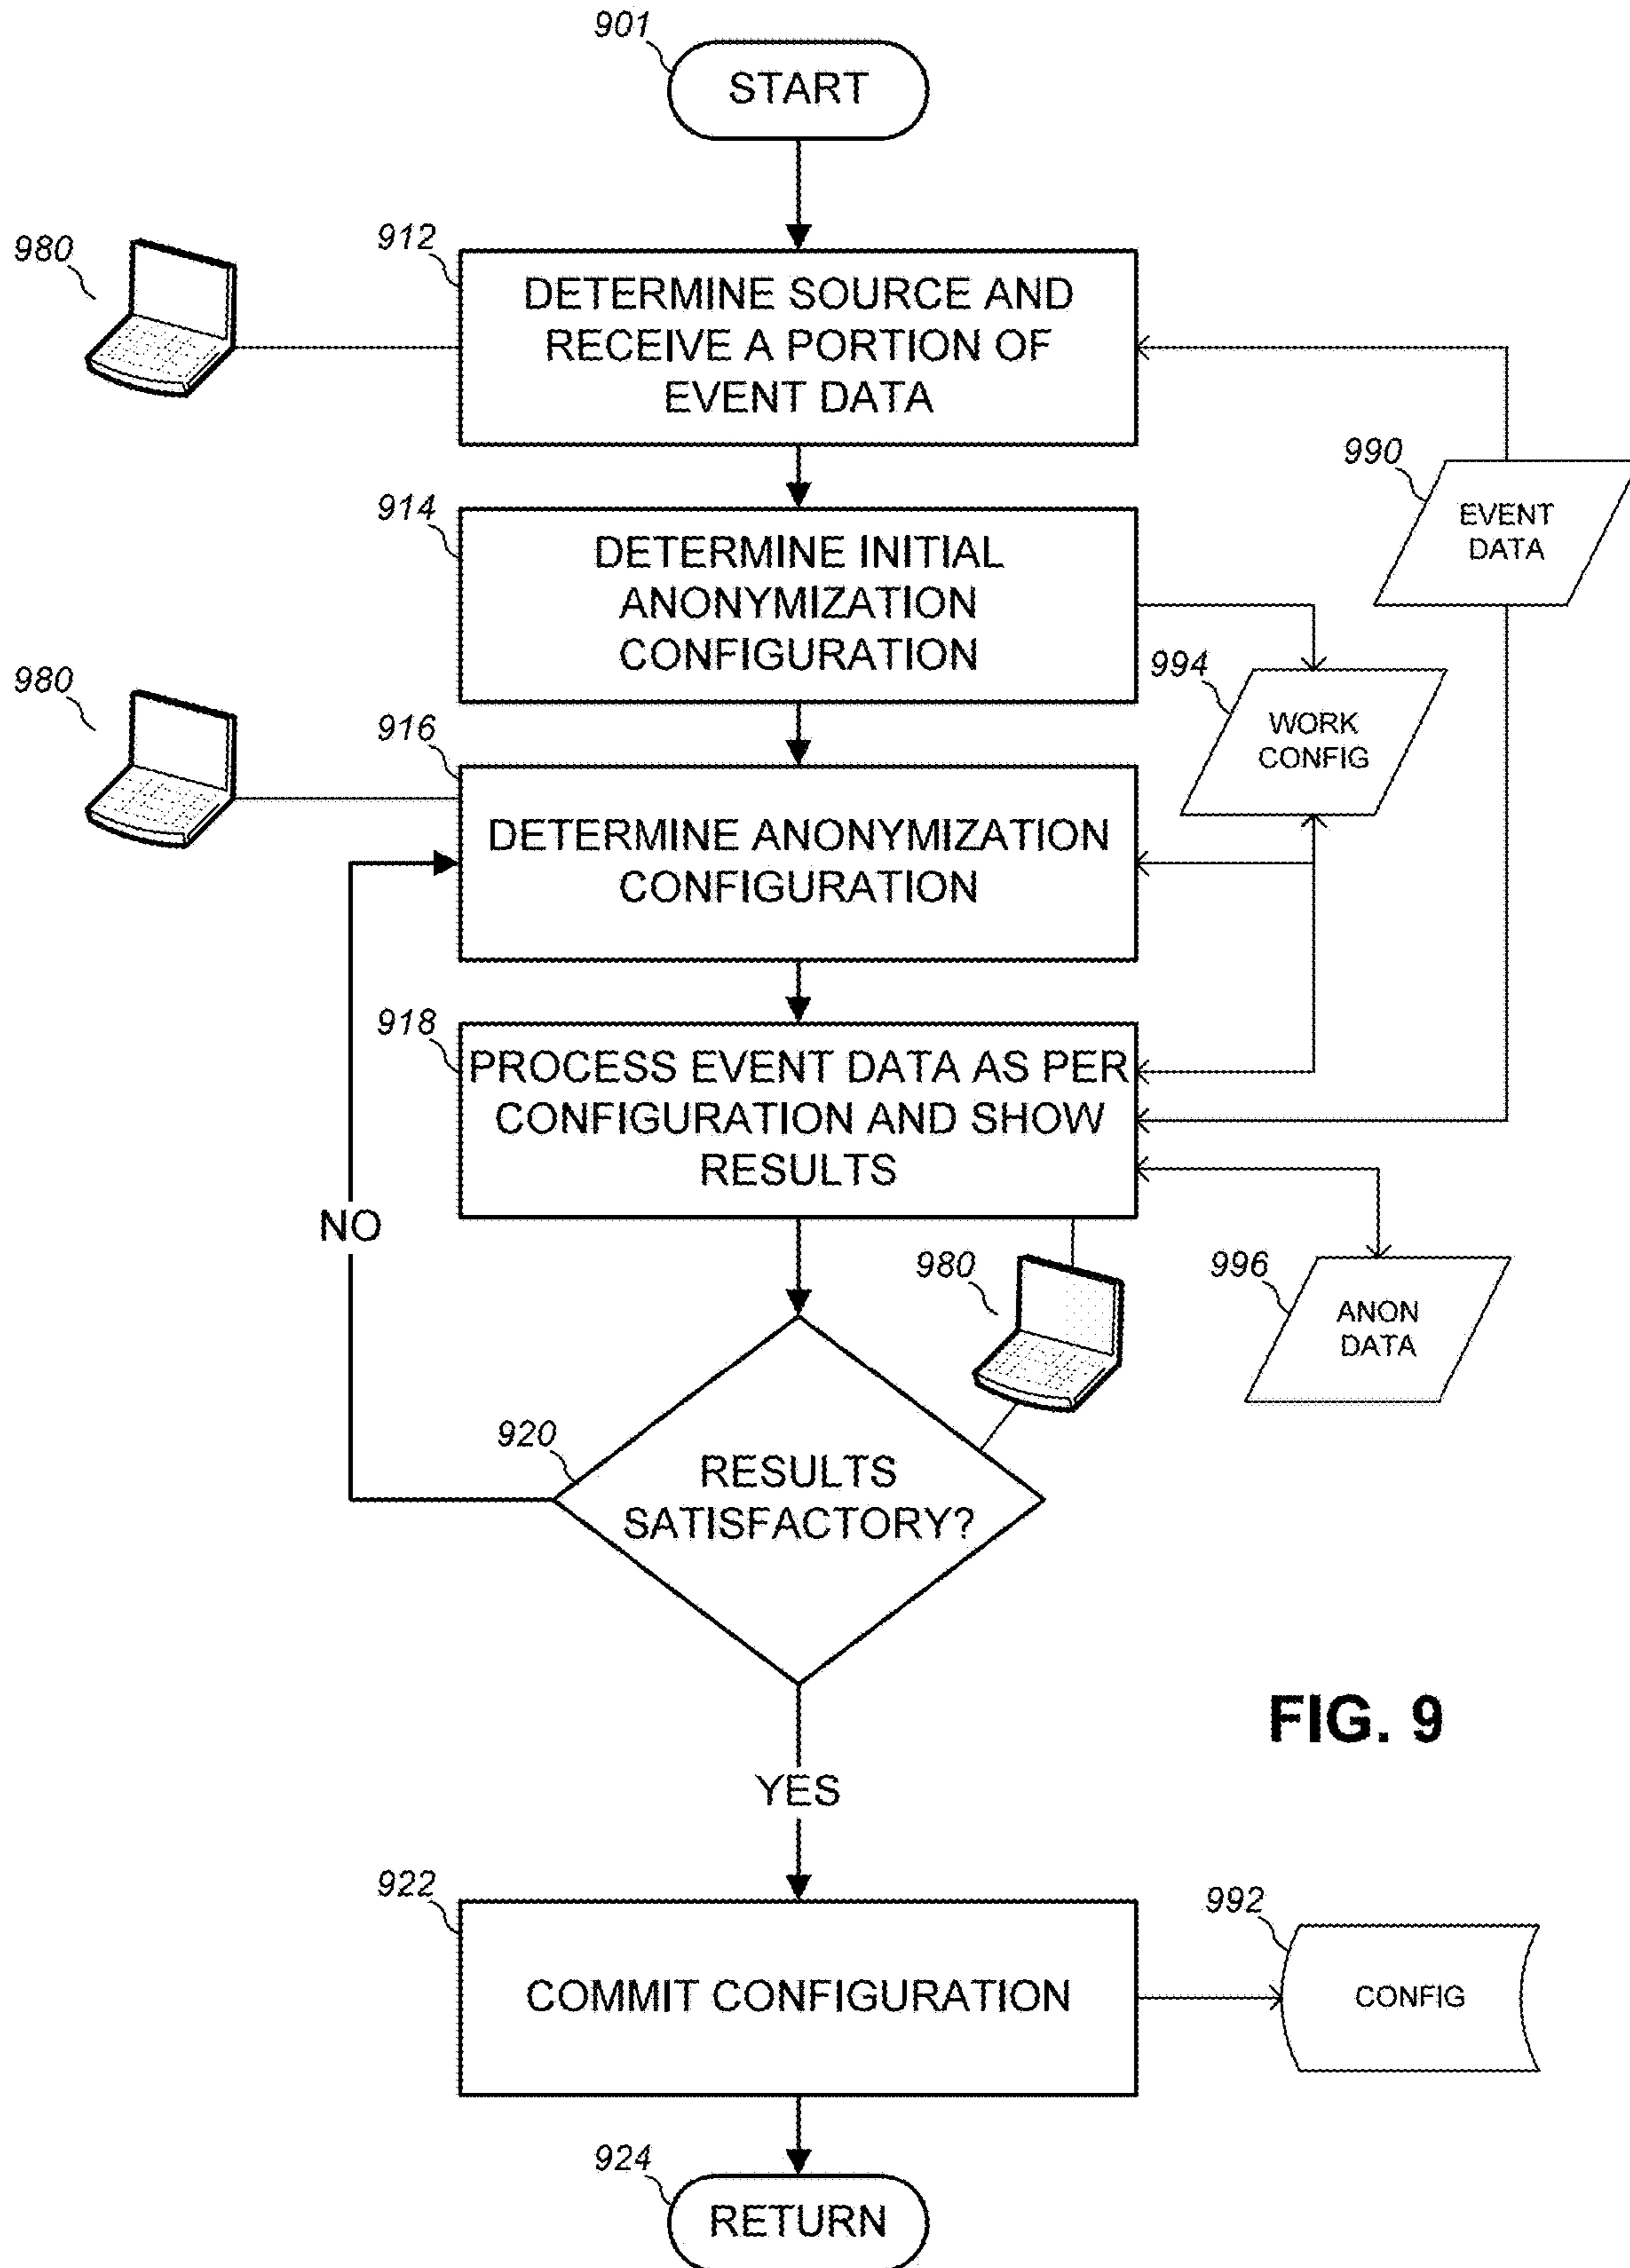 901
START
980
912
DETERMINE SOURCE AND
RECEIVE A PORTION OF
EVENT DATA
990
EVENT
DATA
914
DETERMINE INITIAL
ANONYMIZATION
CONFIGURATION
994
WORK
CONFIG
980
916
DETERMINE ANONYMIZATION
CONFIGURATION
918
PROCESS EVENT DATA AS PER
CONFIGURATION AND SHOW
RESULTS
NO
980
996
ANON
DATA
920
RESULTS
SATISFACTORY?
FIG. 9
YES
922
COMMIT CONFIGURATION
992
CONFIG
924
RETURN